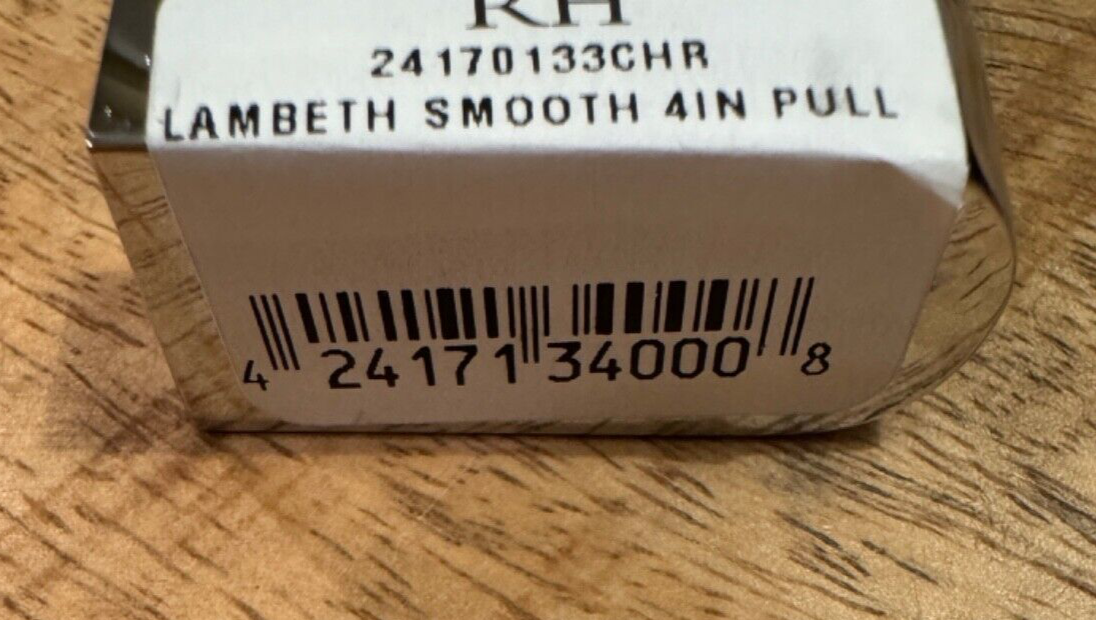 RH
24170133CHR
LAMBETH SMOOTH 4IN PULL
4 24171 34000 8